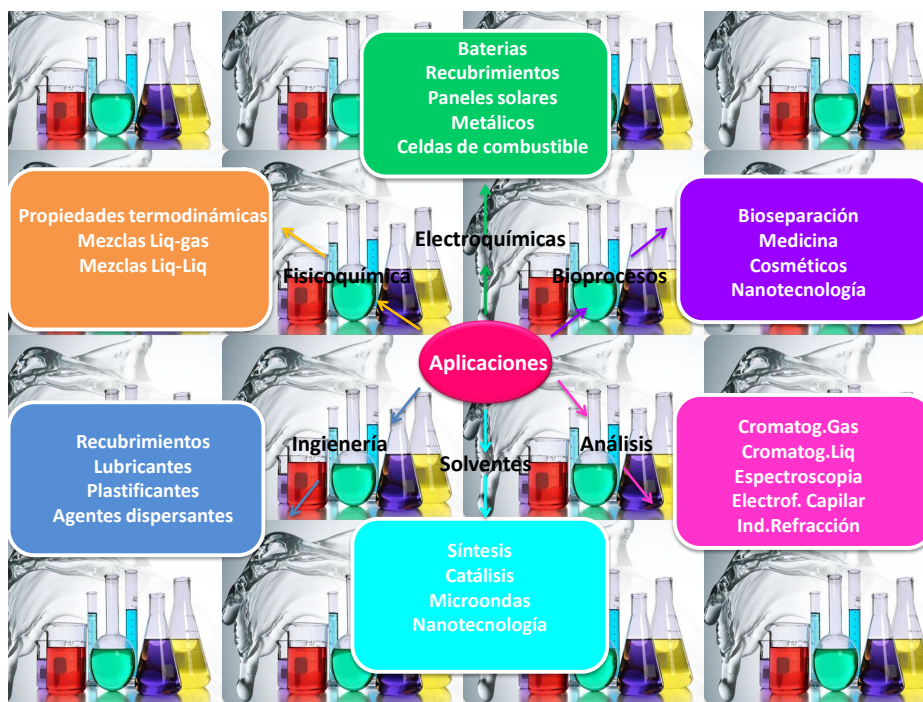 Baterias
Recubrimientos
Paneles solares
Metálicos
Celdas de combustible
Propiedades termodinámicas
Mezclas Liq-gas
Mezclas Liq-Liq
Electroquímicas
Fisicoquímica
Bioprocesos
Bioseparación
Medicina
Cosméticos
Nanotecnología
Aplicaciones
Recubrimientos
Lubricantes
Plastificantes
Agentes dispersantes
Ingienería
Solventes
Análisis
Cromatog.Gas
Cromatog.Liq
Espectroscopia
Electrof. Capilar
Ind.Refracción
Síntesis
Catálisis
Microondas
Nanotecnología